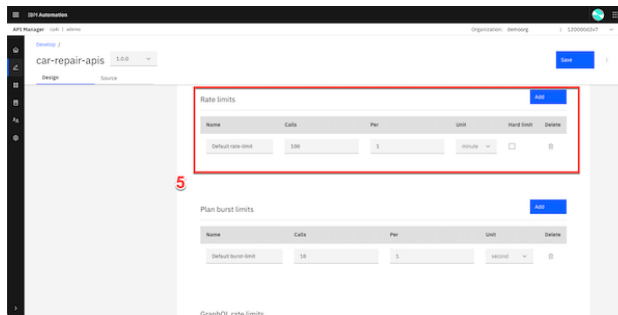 IBM Automation
API Manager
Organization: demoorg
Develop /
car-repair-apis 1.0.0
Save
Design Source
Rate limits Add
Name Calls Per Unit Hard limit Delete
Default rate-limit 100 1 minute
5
Plan burst limits Add
Name Calls Per Unit Delete
Default burst-limit 10 1 second
GraphQL rate limits